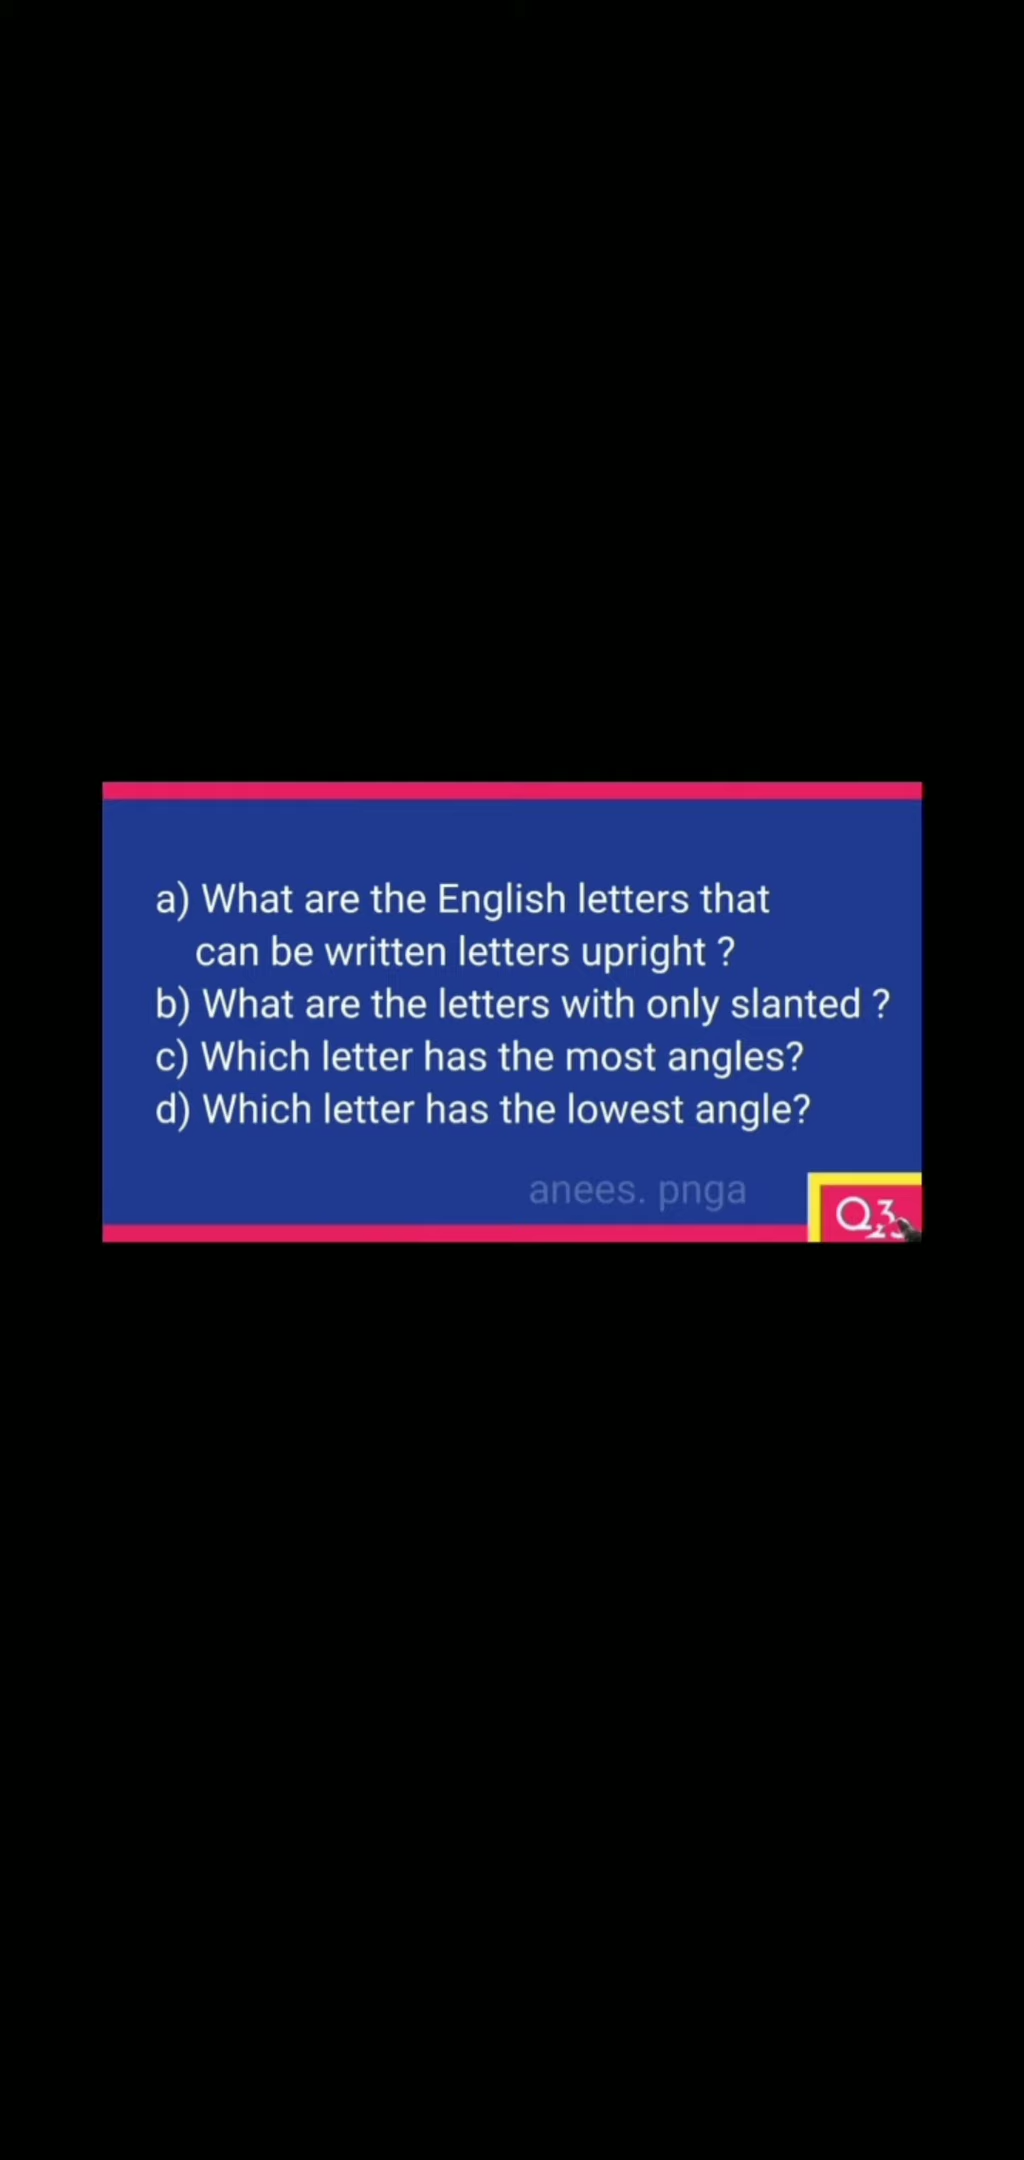 a) What are the English letters that
can be written letters upright ?
b) What are the letters with only slanted ?
c) Which letter has the most angles?
d) Which letter has the lowest angle?
anees. pnga
Q3